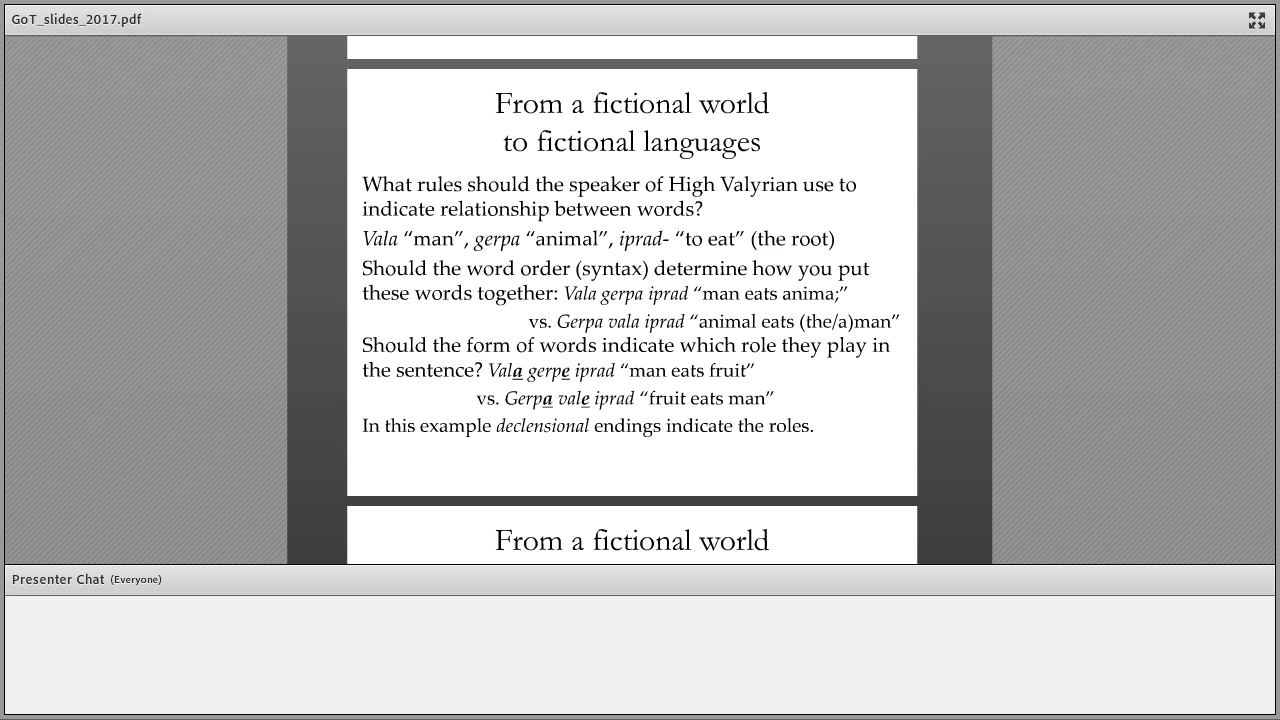 GoT_slides_2017.pdf
From a fictional world
to fictional languages
What rules should the speaker of High Valyrian use to
indicate relationship between words?
Vala “man”, gerpa “animal”, iprad- “to eat” (the root)
Should the word order (syntax) determine how you put
these words together: Vala gerpa iprad “man eats anima;”
vs. Gerpa vala iprad “animal eats (the/a)man”
Should the form of words indicate which role they play in
the sentence? Vala gerpe iprad “man eats fruit”
vs. Gerpa vale iprad “fruit eats man”
In this example declensional endings indicate the roles.
From a fictional world
Presenter Chat (Everyone)